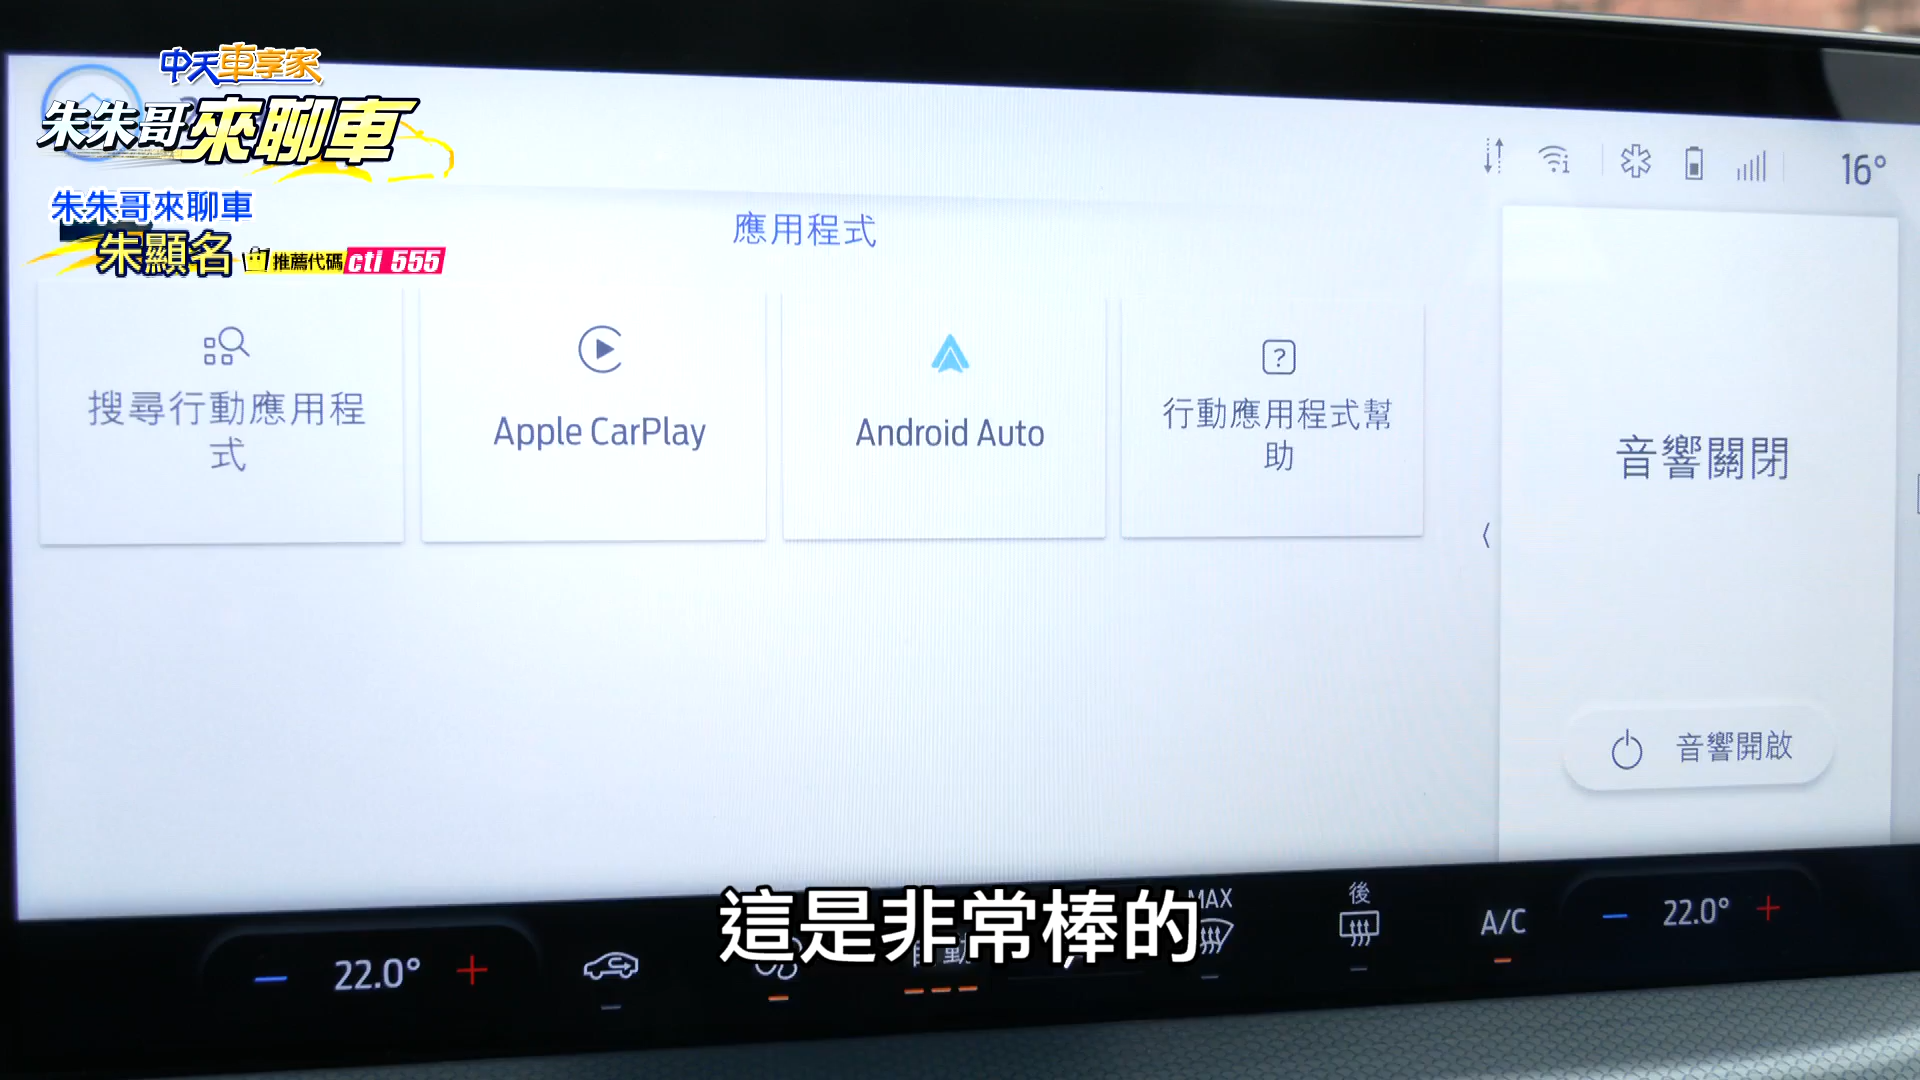 中天車享家
朱朱哥來聊車
朱朱哥來聊車
朱顯名 推薦代碼 cti 555
16°
應用程式
搜尋行動應用程
式
Apple CarPlay
Android Auto
行動應用程式幫
助
音響關閉
音響開啟
這是非常棒的
MAX
後
A/C
22.0°
22.0°
自動